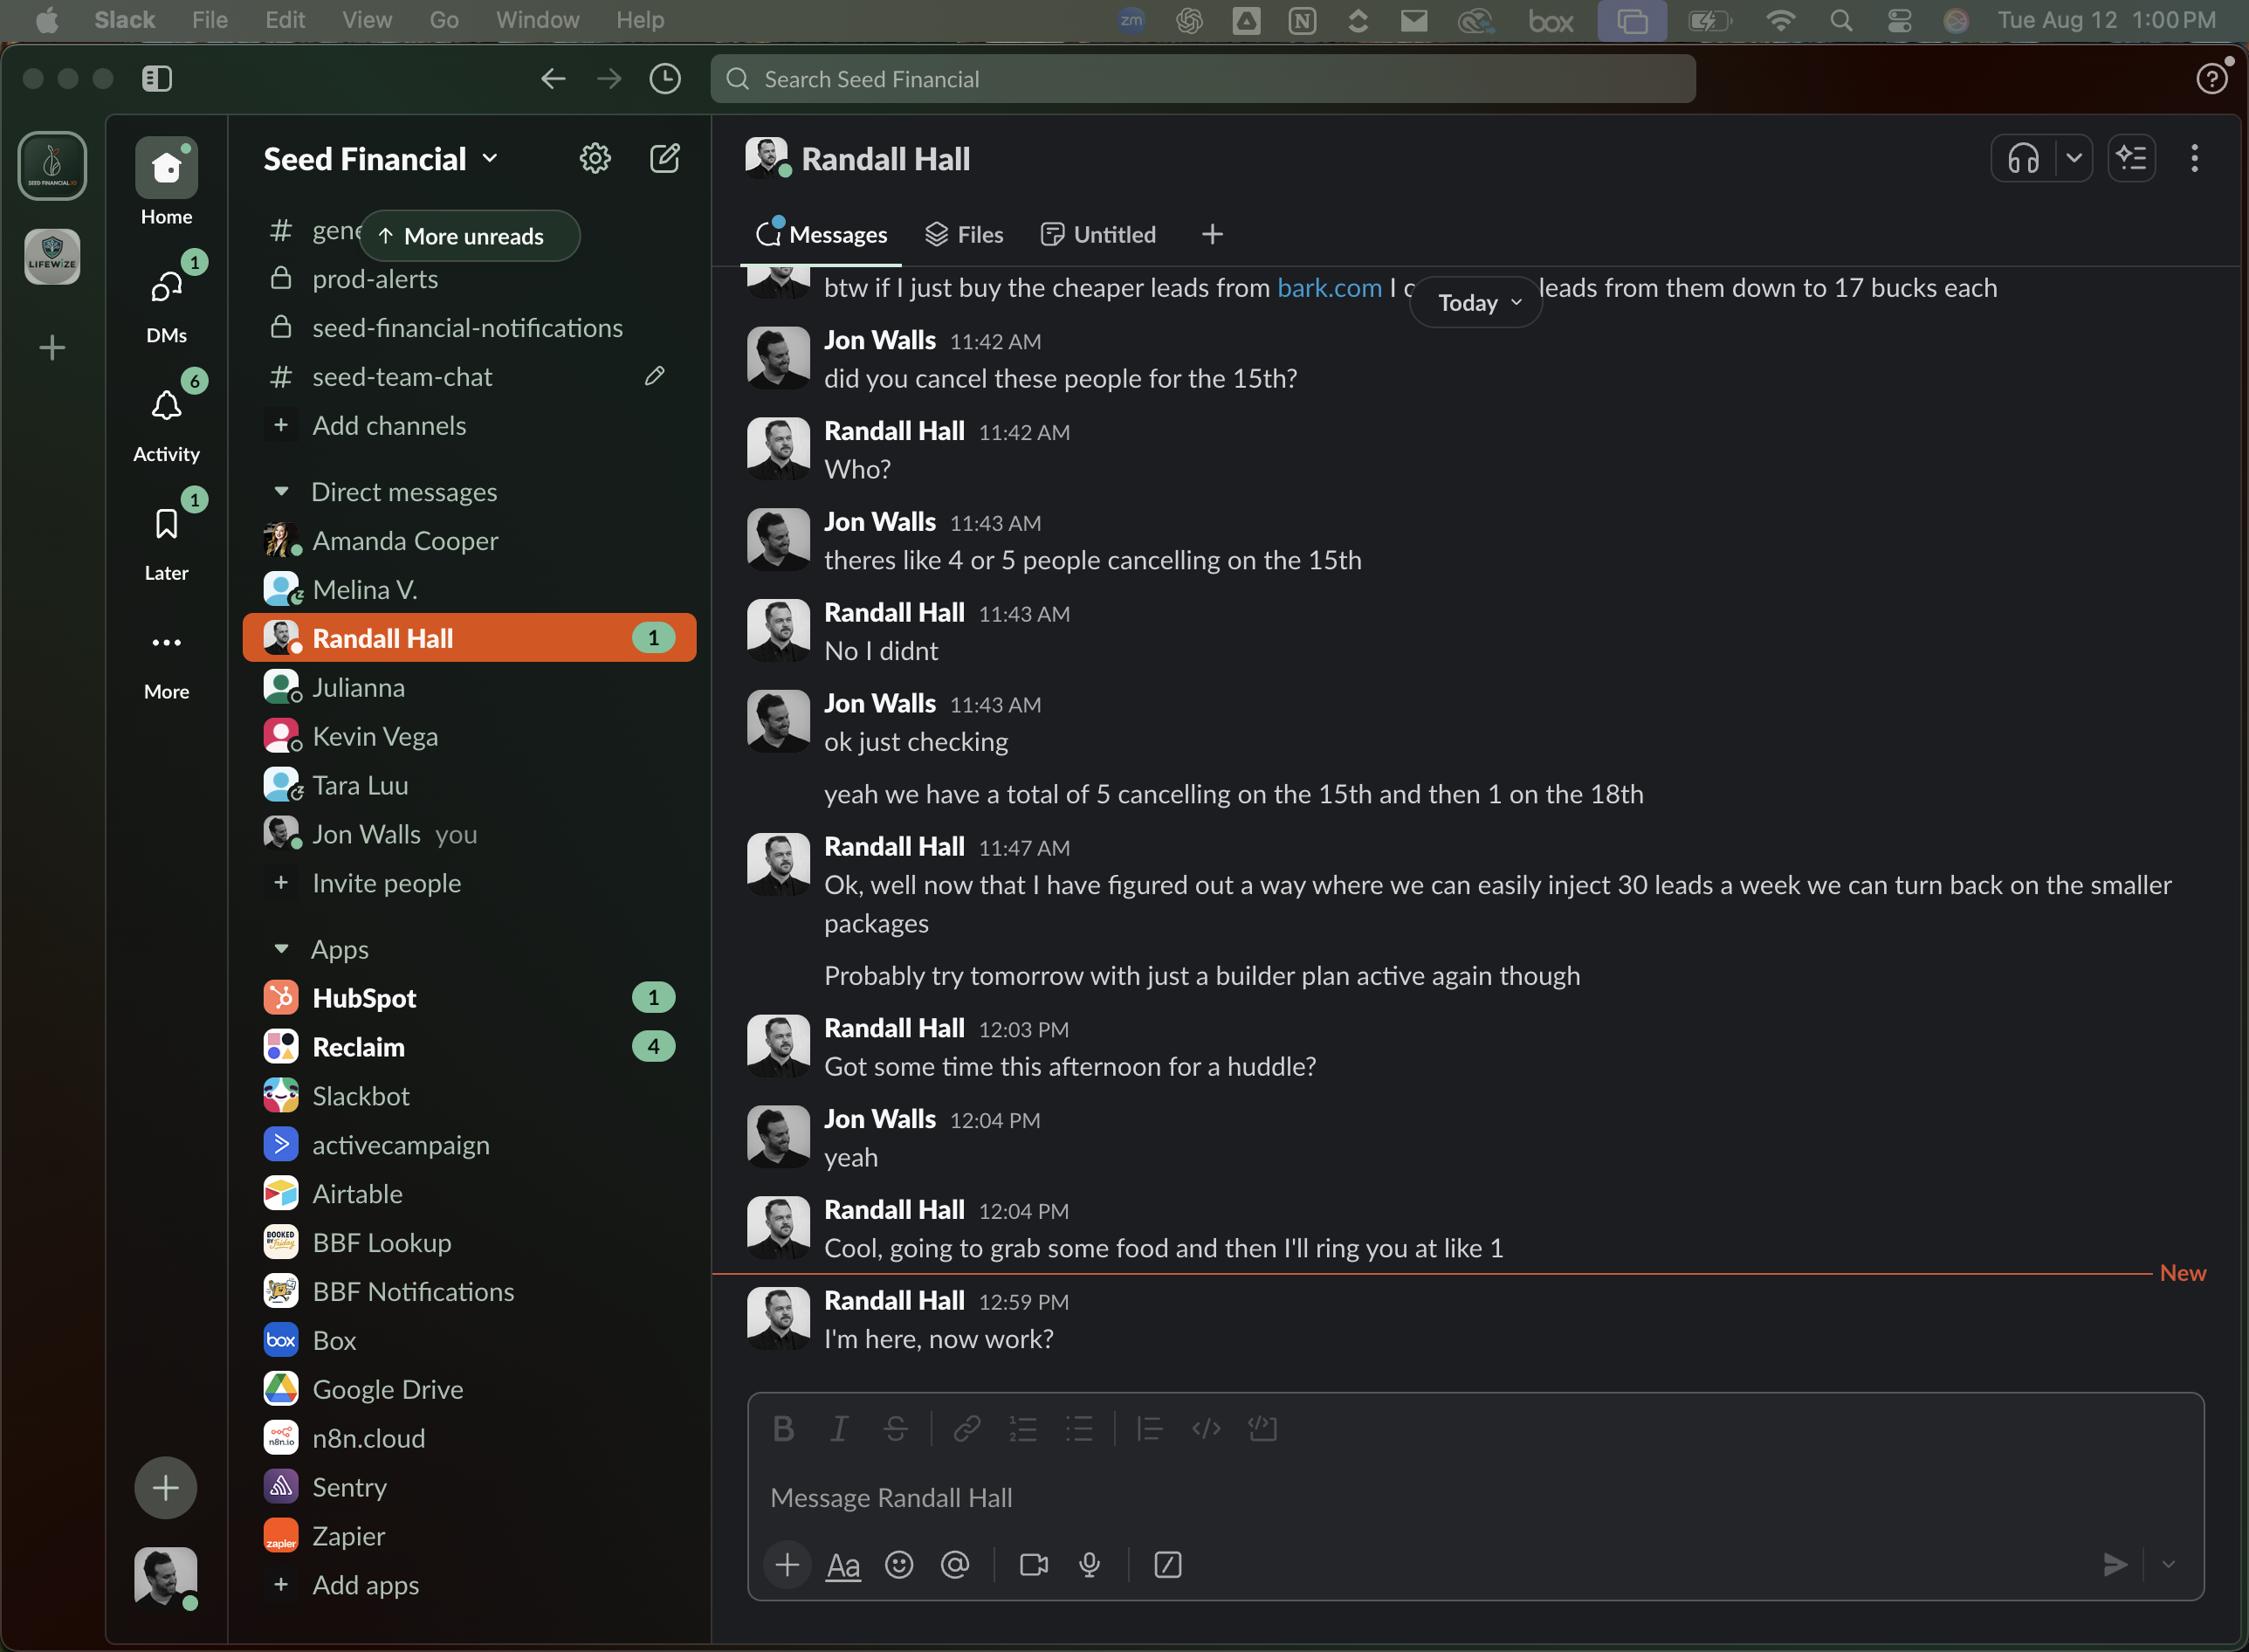 Slack File Edit View Go Window Help zm N box Tue Aug 12 1:00 PM
Search Seed Financial
SEED FINANCIAL.IO
LIFEWIZE
Home
DMs
1
Activity
6
Later
1
More
Seed Financial
# gene
↑ More unreads
prod-alerts
seed-financial-notifications
# seed-team-chat
+ Add channels
Direct messages
Amanda Cooper
Melina V.
Randall Hall 1
Julianna
Kevin Vega
Tara Luu
Jon Walls you
+ Invite people
Apps
HubSpot 1
Reclaim 4
Slackbot
activecampaign
Airtable
BOOKED BY Friday
BBF Lookup
BBF Notifications
box Box
Google Drive
n8n.io n8n.cloud
Sentry
zapier Zapier
+ Add apps
Randall Hall
Messages Files Untitled +
btw if I just buy the cheaper leads from bark.com I c leads from them down to 17 bucks each
Today
Jon Walls 11:42 AM
did you cancel these people for the 15th?
Randall Hall 11:42 AM
Who?
Jon Walls 11:43 AM
theres like 4 or 5 people cancelling on the 15th
Randall Hall 11:43 AM
No I didnt
Jon Walls 11:43 AM
ok just checking
yeah we have a total of 5 cancelling on the 15th and then 1 on the 18th
Randall Hall 11:47 AM
Ok, well now that I have figured out a way where we can easily inject 30 leads a week we can turn back on the smaller
packages
Probably try tomorrow with just a builder plan active again though
Randall Hall 12:03 PM
Got some time this afternoon for a huddle?
Jon Walls 12:04 PM
yeah
Randall Hall 12:04 PM
Cool, going to grab some food and then I'll ring you at like 1
New
Randall Hall 12:59 PM
I'm here, now work?
B I S
Message Randall Hall
+ Aa @